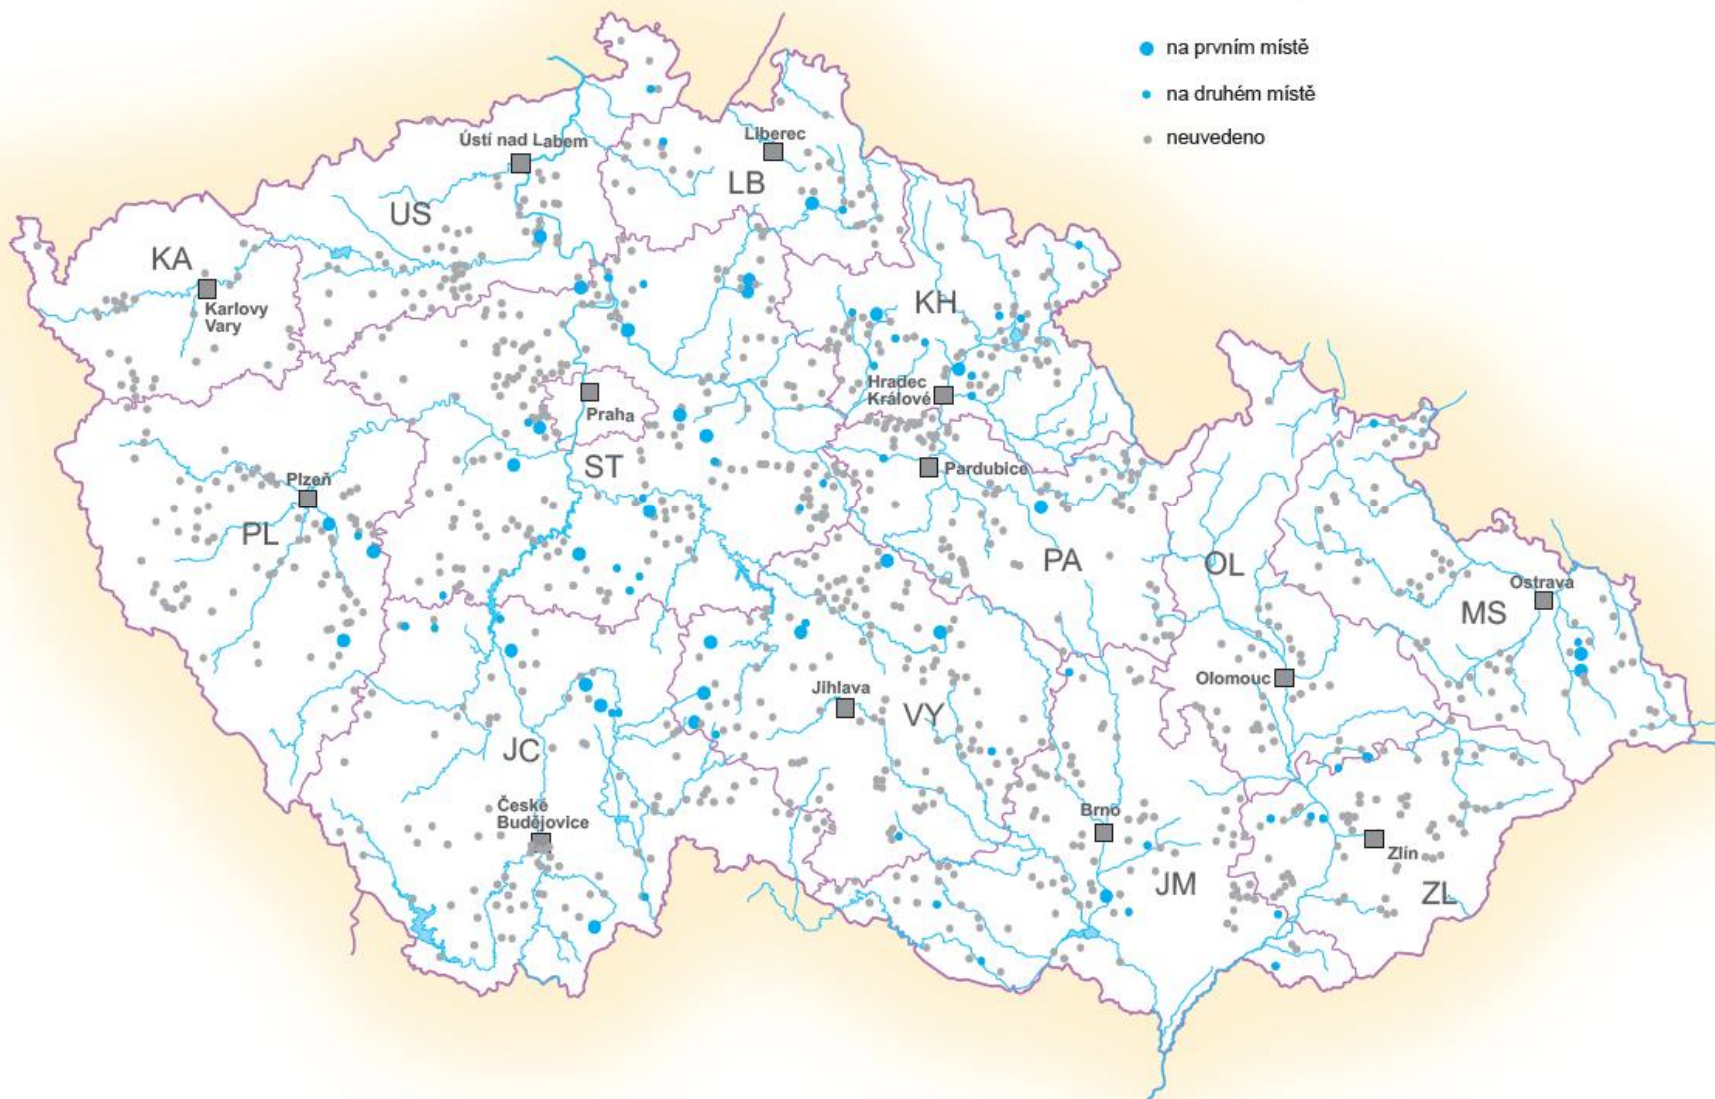 na prvním místě
na druhém místě
neuvedeno
Ústí nad Labem
Liberec
LB
US
KA
Karlovy
Vary
KH
Hradec
Králové
Praha
ST
Pardubice
Plzeň
PL
PA
OL
Ostrava
MS
Olomouc
Jihlava
VY
JC
České
Budějovice
Brno
Zlín
JM
ZL